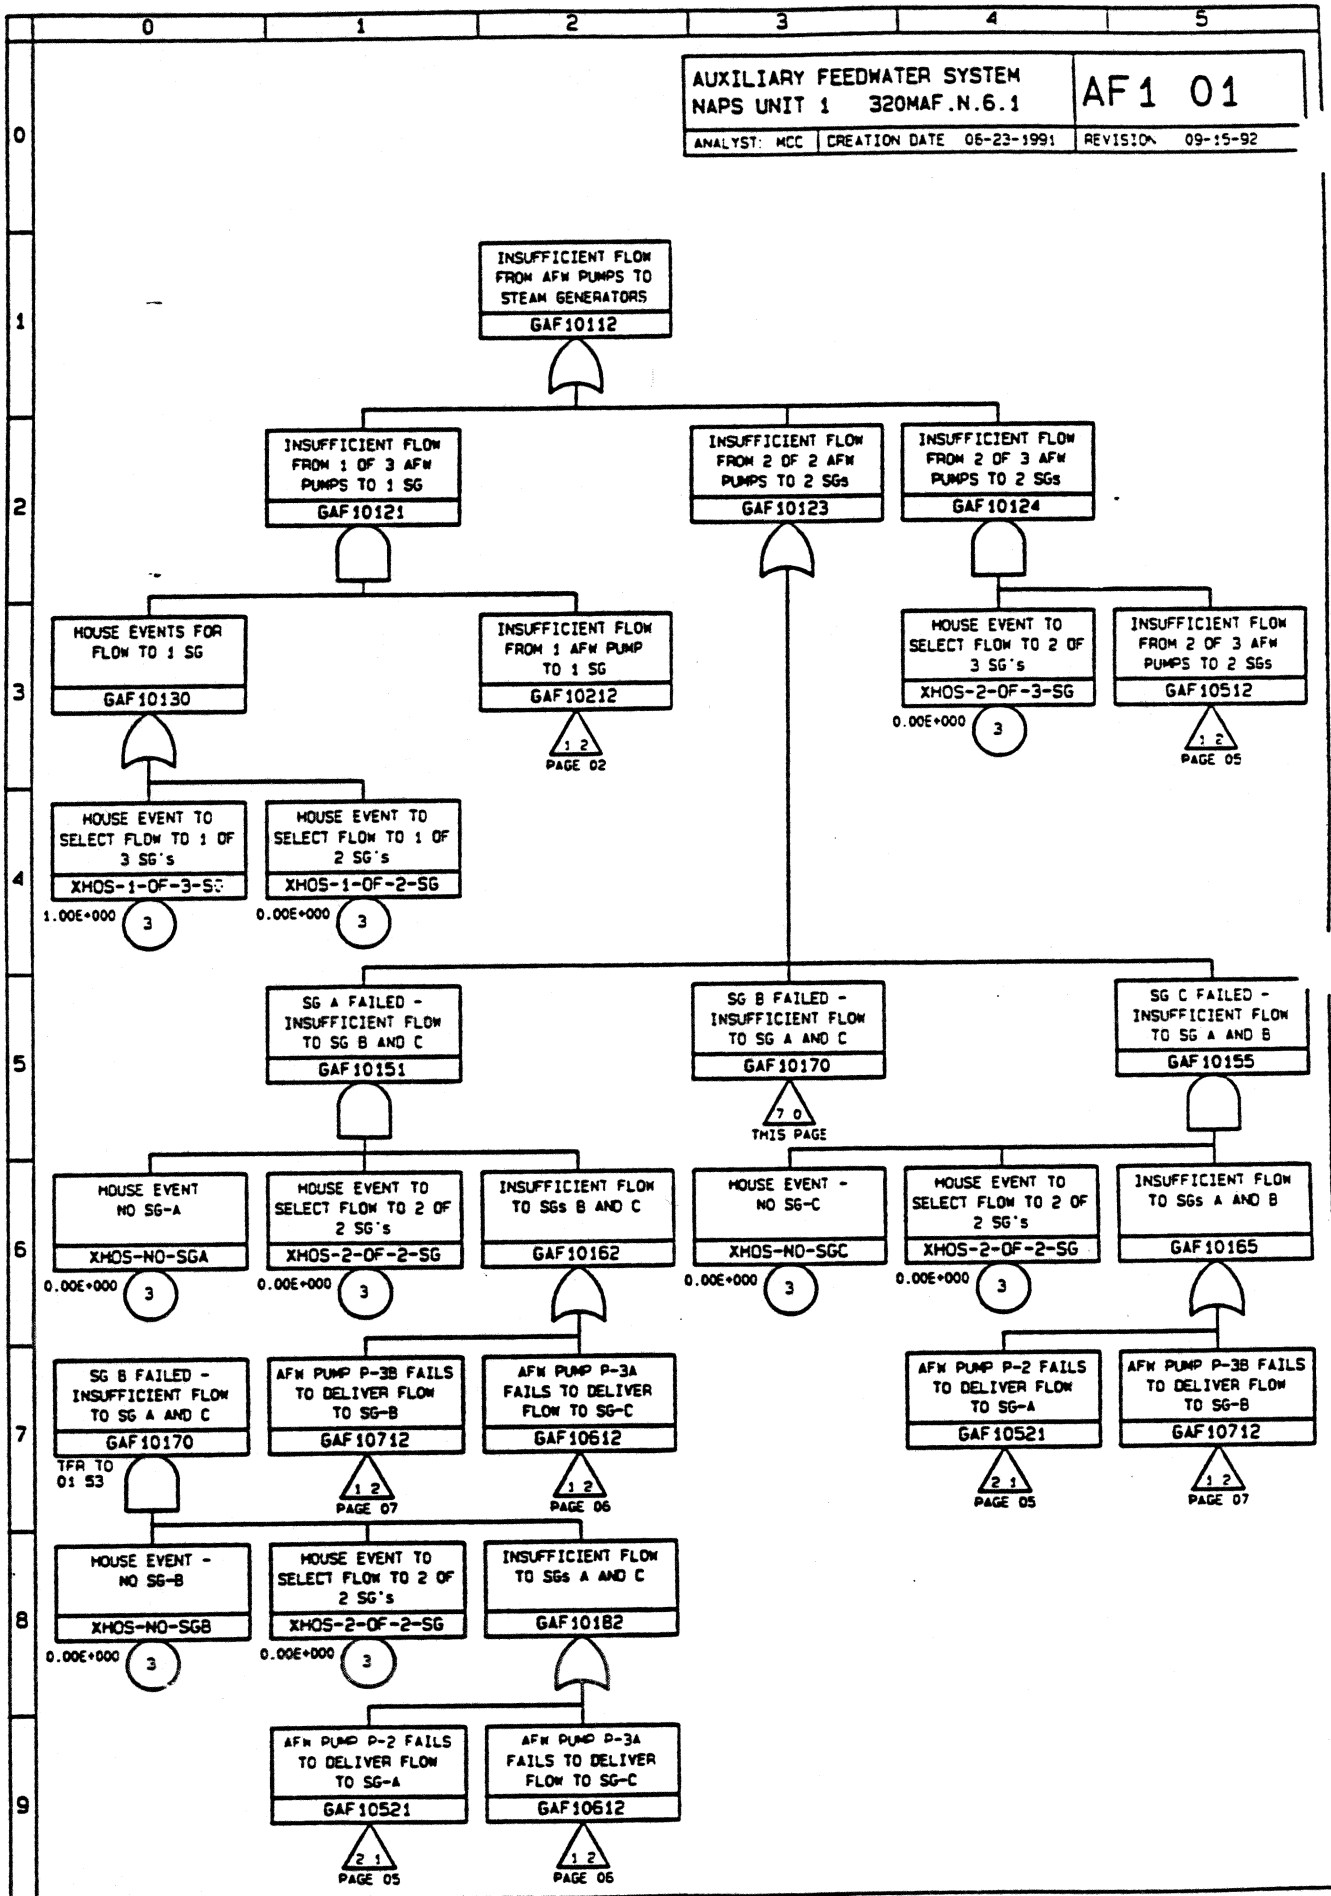 0 1 2 3 4 5
AUXILIARY FEEDWATER SYSTEM
NAPS UNIT 1 320MAF.N.6.1
AF1 01
ANALYST: MCC CREATION DATE 06-23-1991 REVISION 09-15-92
0
1
INSUFFICIENT FLOW
FROM AFW PUMPS TO
STEAM GENERATORS
GAF10112
2
INSUFFICIENT FLOW
FROM 1 OF 3 AFW
PUMPS TO 1 SG
GAF10121
INSUFFICIENT FLOW
FROM 2 OF 2 AFW
PUMPS TO 2 SGs
GAF10123
INSUFFICIENT FLOW
FROM 2 OF 3 AFW
PUMPS TO 2 SGs
GAF10124
3
HOUSE EVENTS FOR
FLOW TO 1 SG
GAF10130
INSUFFICIENT FLOW
FROM 1 AFW PUMP
TO 1 SG
GAF10212
1 2
PAGE 02
HOUSE EVENT TO
SELECT FLOW TO 2 OF
3 SG's
XHOS-2-OF-3-SG
0.00E+000
3
INSUFFICIENT FLOW
FROM 2 OF 3 AFW
PUMPS TO 2 SGs
GAF10512
1 2
PAGE 05
4
HOUSE EVENT TO
SELECT FLOW TO 1 OF
3 SG's
XHOS-1-OF-3-SG
1.00E+000
3
HOUSE EVENT TO
SELECT FLOW TO 1 OF
2 SG's
XHOS-1-OF-2-SG
0.00E+000
3
5
SG A FAILED -
INSUFFICIENT FLOW
TO SG B AND C
GAF10151
SG B FAILED -
INSUFFICIENT FLOW
TO SG A AND C
GAF10170
7 0
THIS PAGE
SG C FAILED -
INSUFFICIENT FLOW
TO SG A AND B
GAF10155
6
HOUSE EVENT
NO SG-A
XHOS-NO-SGA
0.00E+000
3
HOUSE EVENT TO
SELECT FLOW TO 2 OF
2 SG's
XHOS-2-OF-2-SG
0.00E+000
3
INSUFFICIENT FLOW
TO SGs B AND C
GAF10162
HOUSE EVENT -
NO SG-C
XHOS-NO-SGC
0.00E+000
3
HOUSE EVENT TO
SELECT FLOW TO 2 OF
2 SG's
XHOS-2-OF-2-SG
0.00E+000
3
INSUFFICIENT FLOW
TO SGs A AND B
GAF10165
7
SG B FAILED -
INSUFFICIENT FLOW
TO SG A AND C
GAF10170
TFR TO
01 53
AFW PUMP P-3B FAILS
TO DELIVER FLOW
TO SG-B
GAF10712
1 2
PAGE 07
AFW PUMP P-3A
FAILS TO DELIVER
FLOW TO SG-C
GAF10612
1 2
PAGE 06
AFW PUMP P-2 FAILS
TO DELIVER FLOW
TO SG-A
GAF10521
2 1
PAGE 05
AFW PUMP P-3B FAILS
TO DELIVER FLOW
TO SG-B
GAF10712
1 2
PAGE 07
8
HOUSE EVENT -
NO SG-B
XHOS-NO-SGB
0.00E+000
3
HOUSE EVENT TO
SELECT FLOW TO 2 OF
2 SG's
XHOS-2-OF-2-SG
0.00E+000
3
INSUFFICIENT FLOW
TO SGs A AND C
GAF10182
9
AFW PUMP P-2 FAILS
TO DELIVER FLOW
TO SG-A
GAF10521
2 1
PAGE 05
AFW PUMP P-3A
FAILS TO DELIVER
FLOW TO SG-C
GAF10612
1 2
PAGE 06